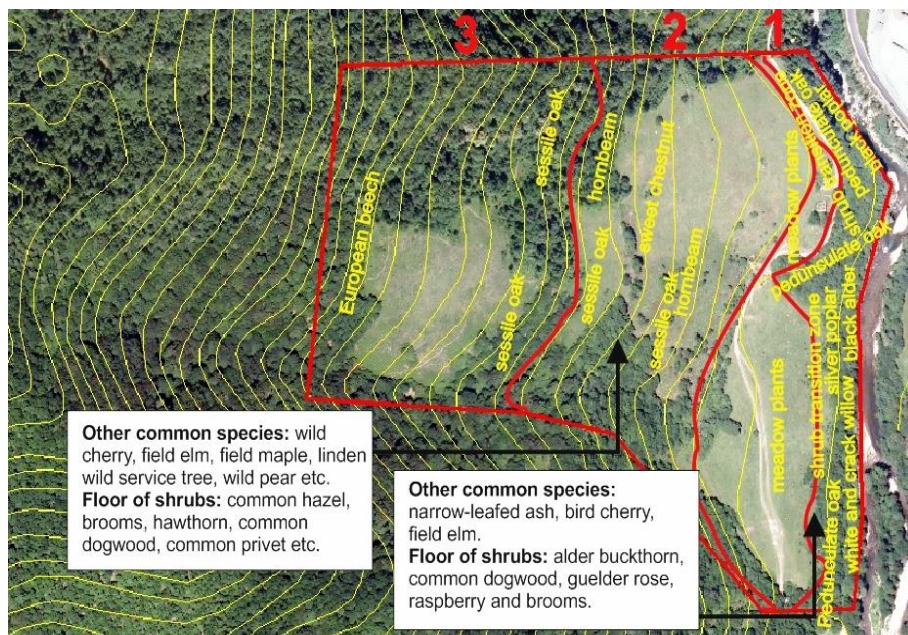 3
2
1
European beech
sessile oak
sessile oak
hornbeam
sessile oak
sweet chestnut
sessile oak
hornbeam
meadow plants
meadow plants
shrub transition zone
pedunculate oak
black poplar
pedunsulate oak
shrub transition zone
silver poplar
Pedunculate oak
white and crack willow black alder
Other common species: wild
cherry, field elm, field maple, linden
wild service tree, wild pear etc.
Floor of shrubs: common hazel,
brooms, hawthorn, common
dogwood, common privet etc.
Other common species:
narrow-leafed ash, bird cherry,
field elm.
Floor of shrubs: alder buckthorn,
common dogwood, guelder rose,
raspberry and brooms.